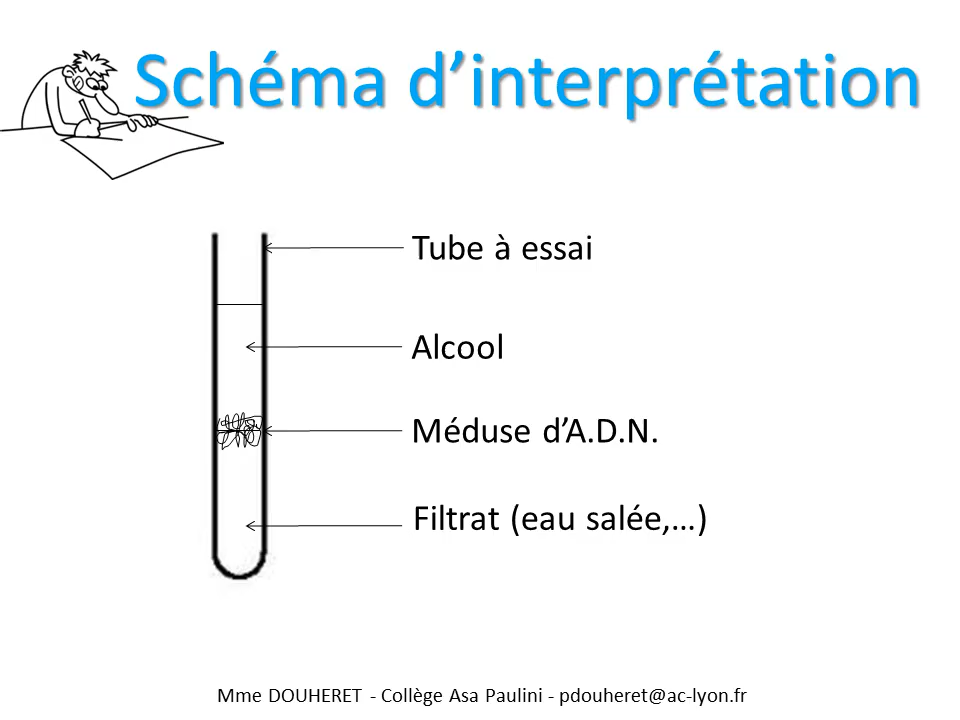 Schéma d’interprétation
Tube à essai
Alcool
Méduse d’A.D.N.
Filtrat (eau salée,…)
Mme DOUHERET - Collège Asa Paulini - pdouheret@ac-lyon.fr